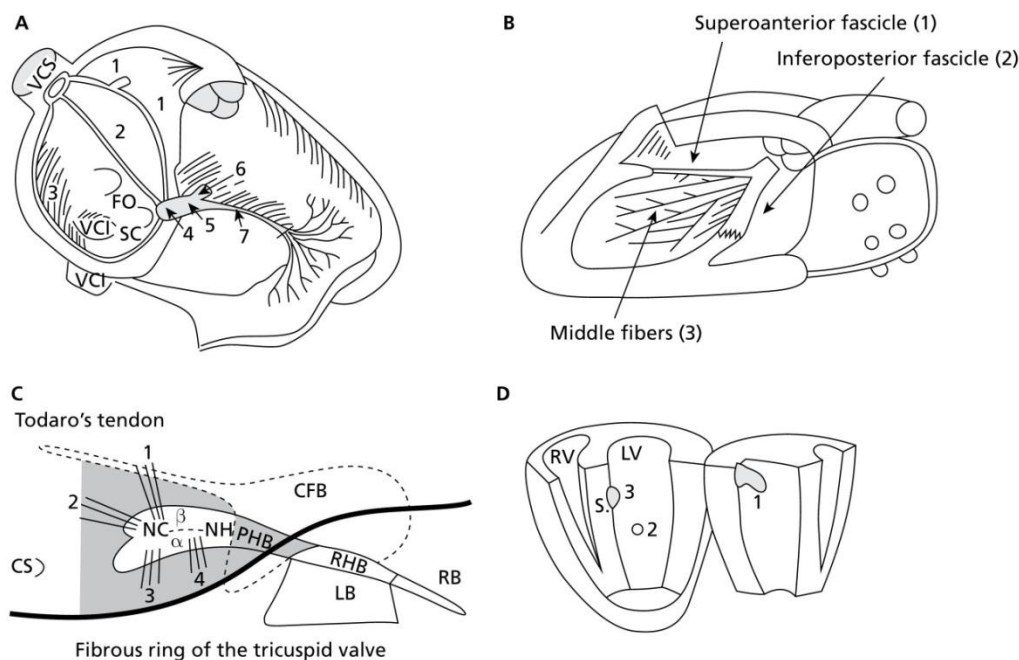 A
VCS
1
1
2
3
FO
VCI
SC
4
5
6
7
VCI
B
Superoanterior fascicle (1)
Inferoposterior fascicle (2)
Middle fibers (3)
C
Todaro's tendon
1
2
CFB
NC
β
α
NH
PHB
CS
3
4
RHB
LB
RB
Fibrous ring of the tricuspid valve
D
RV
LV
S.
3
2
1